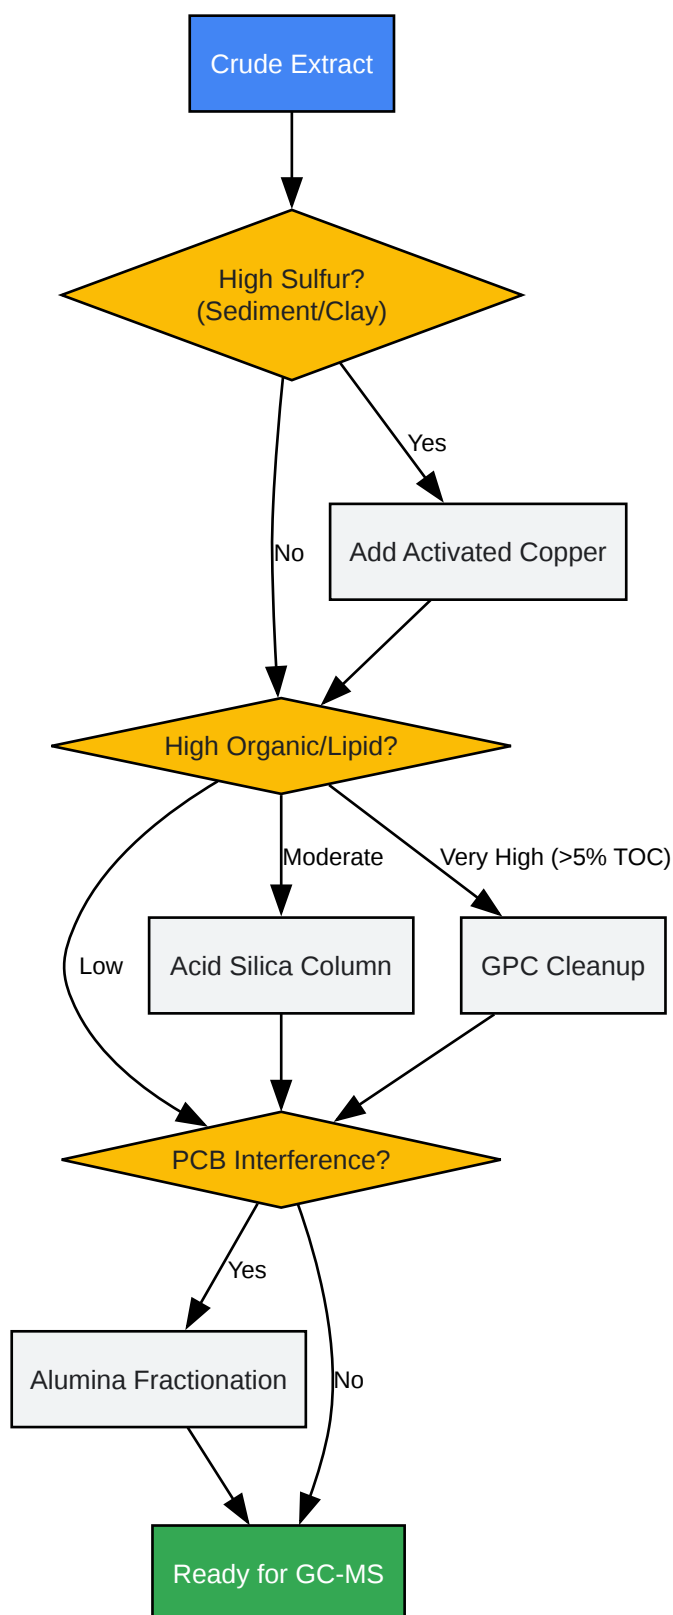 Crude Extract
High Sulfur?
(Sediment/Clay)
Yes
No
Add Activated Copper
High Organic/Lipid?
Moderate
Very High (>5% TOC)
Low
Acid Silica Column
GPC Cleanup
PCB Interference?
Yes
Alumina Fractionation
No
Ready for GC-MS